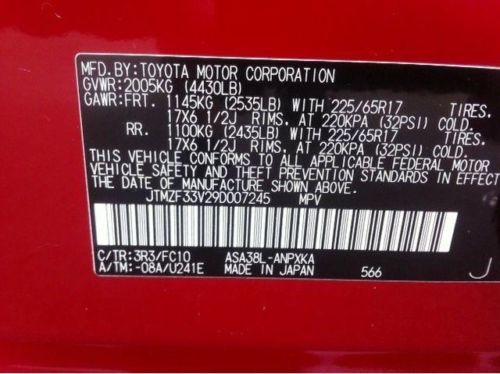 MFD.BY:TOYOTA MOTOR CORPORATION
GVWR:2005KG (4430LB)
GAWR:FRT. 1145KG (2535LB) WITH 225/65R17 TIRES.
17X6 1/2J RIMS, AT 220KPA (32PSI) COLD
RR. 1100KG (2435LB) WITH 225/65R17 TIRES.
17X6 1/2J RIMS, AT 220KPA (32PSI) COLD.
THIS VEHICLE CONFORMS TO ALL APPLICABLE FEDERAL MOTOR
VEHICLE SAFETY AND THEFT PREVENTION STANDARDS IN EFFECT
THE DATE OF MANUFACTURE SHOWN ABOVE.
JTMZF33V29D007245 MPV
C/TR:3R3/FC10 ASA38L-ANPXKA
A/TM:-08A/U241E MADE IN JAPAN 566 J